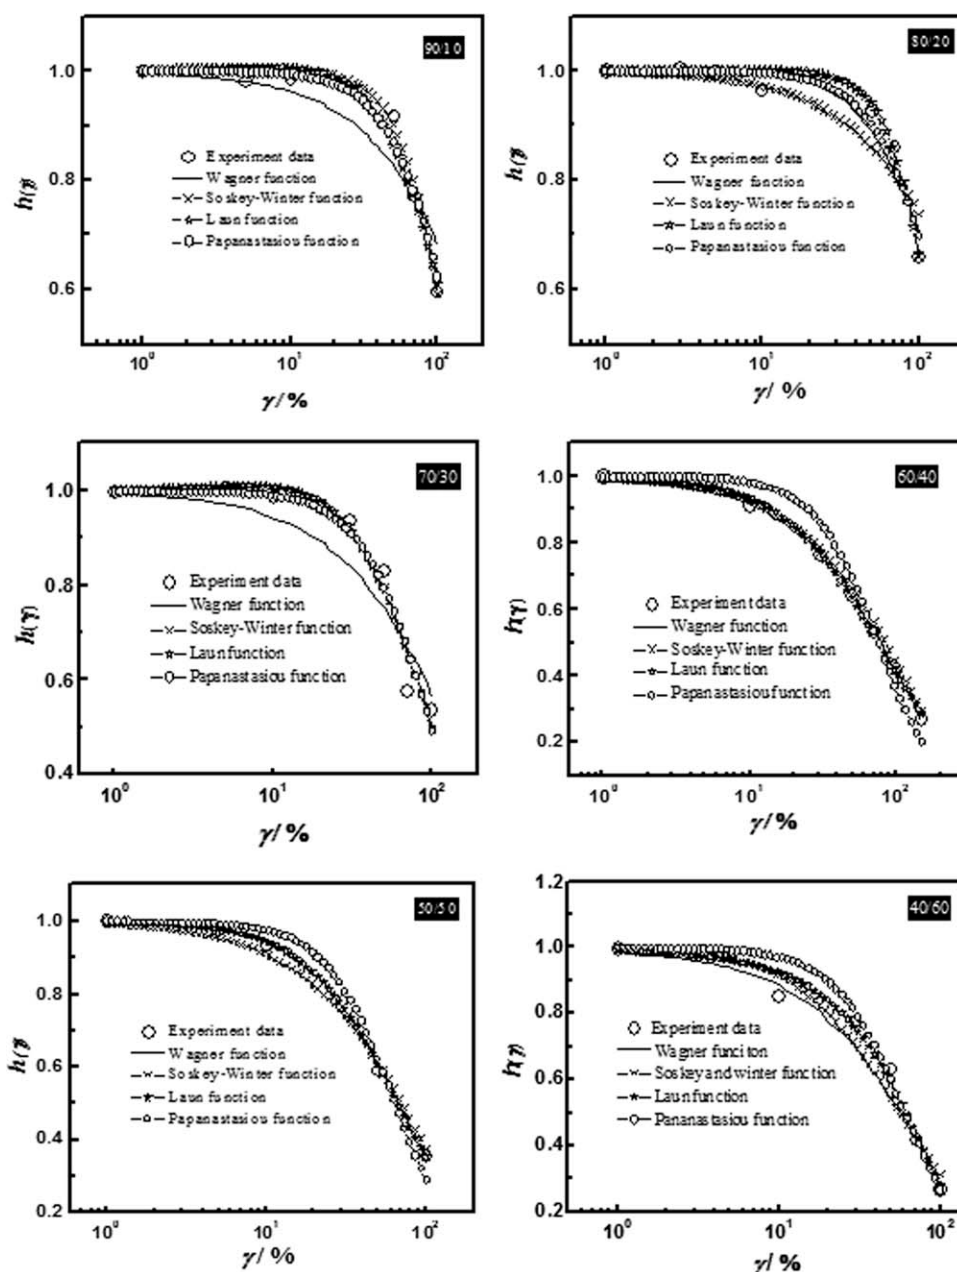 90/10
1.0
0.8
0.6
h(γ)
Experiment data
Wagner function
Soskey-Winter function
Laun function
Papanastasiou function
10⁰ 10¹ 10²
γ/ %
80/20
1.0
0.8
0.6
h(γ)
Experiment data
Wagner function
Soskey-Winter function
Laun function
Papanastasiou function
10⁰ 10¹ 10²
γ/ %
70/30
1.0
0.8
0.6
0.4
h(γ)
Experiment data
Wagner function
Soskey-Winter function
Laun function
Papanastasiou function
10⁰ 10¹ 10²
γ/ %
60/40
1.0
0.8
0.6
0.4
0.2
h(γ)
Experiment data
Wagner function
Soskey-Winter function
Laun function
Papanastasiou function
10⁰ 10¹ 10²
γ/ %
50/50
1.0
0.8
0.6
0.4
0.2
h(γ)
Experiment data
Wagner function
Soskey-Winter function
Laun function
Papanastasiou function
10⁰ 10¹ 10²
γ/ %
40/60
1.2
1.0
0.8
0.6
0.4
0.2
h(γ)
Experiment data
Wagner funciton
Soskey and winter function
Laun function
Pananastasiou function
10⁰ 10¹ 10²
γ/ %